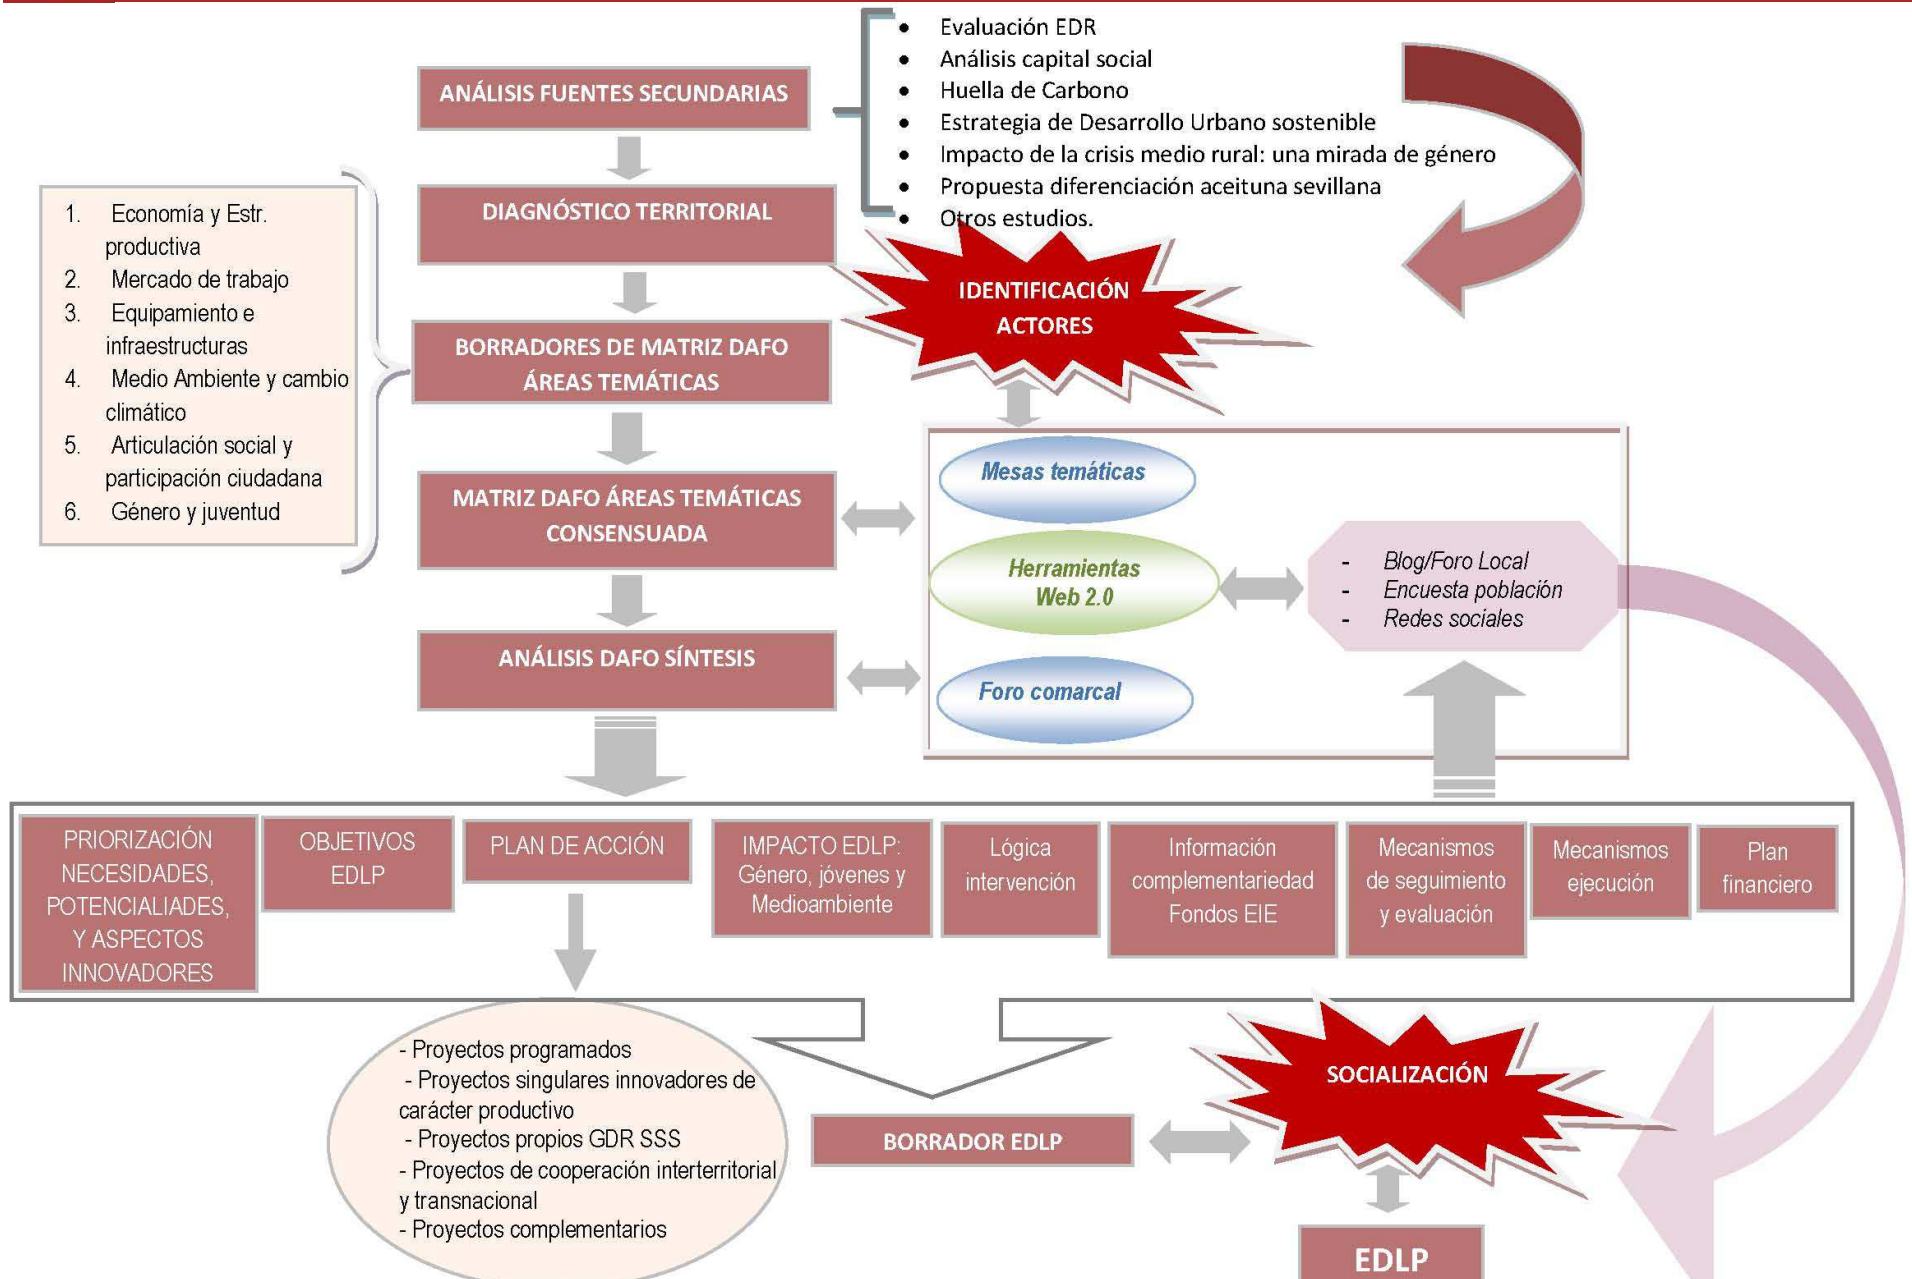 • Evaluación EDR
• Análisis capital social
• Huella de Carbono
• Estrategia de Desarrollo Urbano sostenible
• Impacto de la crisis medio rural: una mirada de género
• Propuesta diferenciación aceituna sevillana
• Otros estudios.
ANÁLISIS FUENTES SECUNDARIAS
DIAGNÓSTICO TERRITORIAL
IDENTIFICACIÓN
ACTORES
1. Economía y Estr.
productiva
2. Mercado de trabajo
3. Equipamiento e
infraestructuras
4. Medio Ambiente y cambio
climático
5. Articulación social y
participación ciudadana
6. Género y juventud
BORRADORES DE MATRIZ DAFO
ÁREAS TEMÁTICAS
MATRIZ DAFO ÁREAS TEMÁTICAS
CONSENSUADA
ANÁLISIS DAFO SÍNTESIS
Mesas temáticas
Herramientas
Web 2.0
Foro comarcal
- Blog/Foro Local
- Encuesta población
- Redes sociales
PRIORIZACIÓN
NECESIDADES,
POTENCIALIADES,
Y ASPECTOS
INNOVADORES
OBJETIVOS
EDLP
PLAN DE ACCIÓN
IMPACTO EDLP:
Género, jóvenes y
Medioambiente
Lógica
intervención
Información
complementariedad
Fondos EIE
Mecanismos
de seguimiento
y evaluación
Mecanismos
ejecución
Plan
financiero
- Proyectos programados
- Proyectos singulares innovadores de
carácter productivo
- Proyectos propios GDR SSS
- Proyectos de cooperación interterritorial
y transnacional
- Proyectos complementarios
BORRADOR EDLP
SOCIALIZACIÓN
EDLP